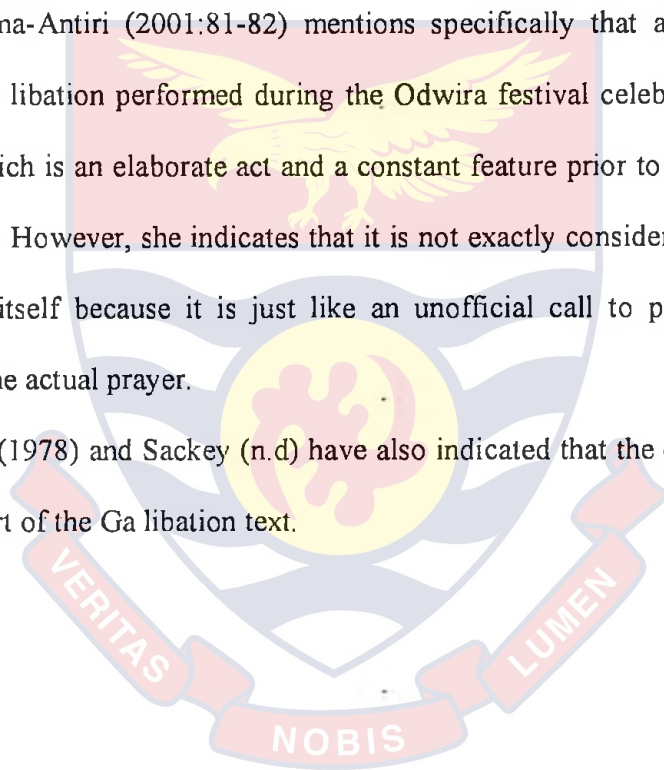 na-Antiri (2001:81-82) mentions specifically that a
libation performed during the Odwira festival celeb
ich is an elaborate act and a constant feature prior to
However, she indicates that it is not exactly consider
itself because it is just like an unofficial call to p
he actual prayer.
(1978) and Sackey (n.d) have also indicated that the
rt of the Ga libation text.
VERITAS
NOBIS
LUMEN